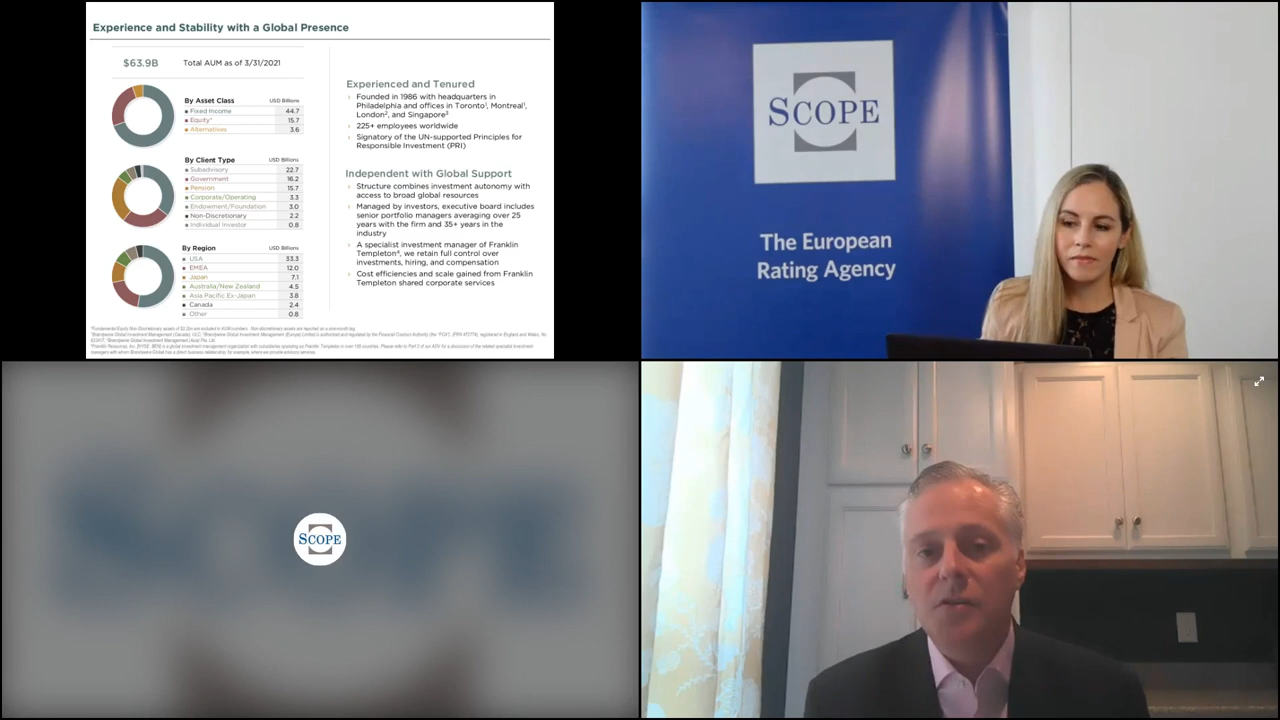 Experience and Stability with a Global Presence
$63.9B Total AUM as of 3/31/2021
By Asset Class USD Billions
Fixed Income 44.7
Equity* 15.7
Alternatives 3.6
By Client Type USD Billions
Subadvisory 22.7
Government 16.2
Pension 15.7
Corporate/Operating 3.3
Endowment/Foundation 3.0
Non-Discretionary 2.2
Individual Investor 0.8
By Region USD Billions
USA 33.3
EMEA 12.0
Japan 7.1
Australia/New Zealand 4.5
Asia Pacific Ex-Japan 3.8
Canada 2.4
Other 0.8
Experienced and Tenured
Founded in 1986 with headquarters in
Philadelphia and offices in Toronto¹, Montreal¹,
London², and Singapore³
225+ employees worldwide
Signatory of the UN-supported Principles for
Responsible Investment (PRI)
Independent with Global Support
Structure combines investment autonomy with
access to broad global resources
Managed by investors, executive board includes
senior portfolio managers averaging over 25
years with the firm and 35+ years in the
industry
A specialist investment manager of Franklin
Templeton⁴, we retain full control over
investments, hiring, and compensation
Cost efficiencies and scale gained from Franklin
Templeton shared corporate services
SCOPE
The European
Rating Agency
SCOPE